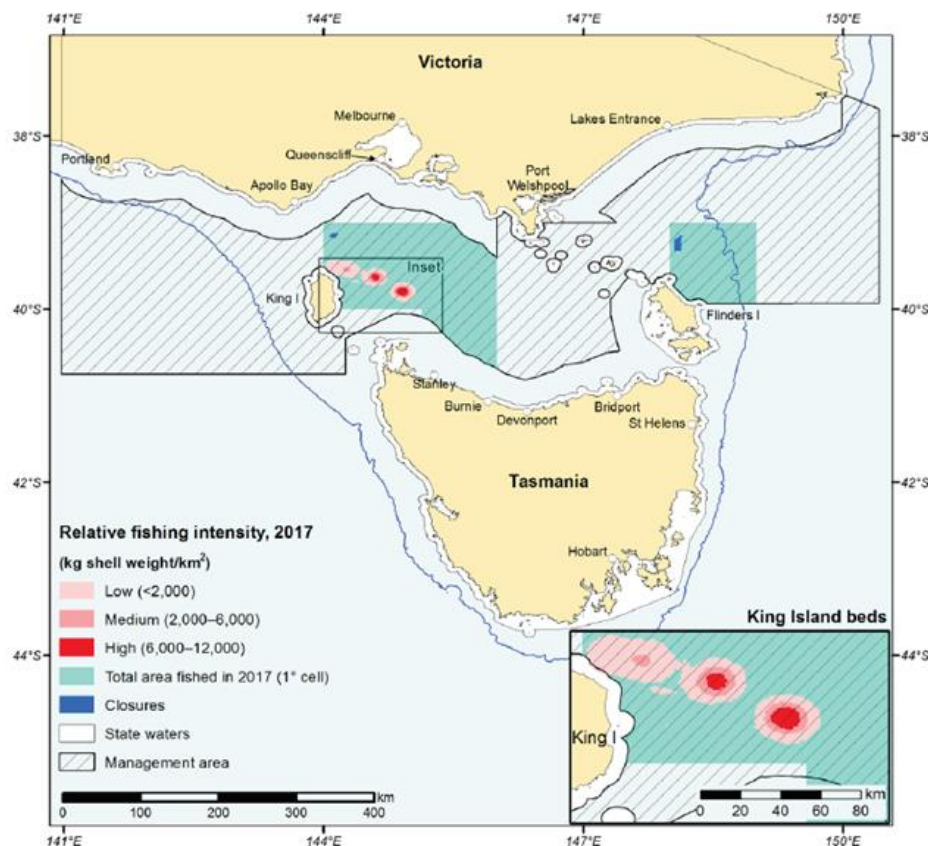 141°E 144°E 147°E 150°E
Victoria
Melbourne
Lakes Entrance
38°S 38°S
Queenscliff
Portland
Port
Welshpool
Apollo Bay
Inset
King I
40°S 40°S
Flinders I
Stanley
Burnie
Bridport
Devonport
St Helens
42°S 42°S
Tasmania
Relative fishing intensity, 2017
(kg shell weight/km²)
Hobart
Low (<2,000)
Medium (2,000–6,000)
High (6,000–12,000)
King Island beds
44°S 44°S
Total area fished in 2017 (1° cell)
Closures
State waters
Management area
King I
km
0 20 40 60 80
km
0 100 200 300 400
141°E 144°E 147°E 150°E